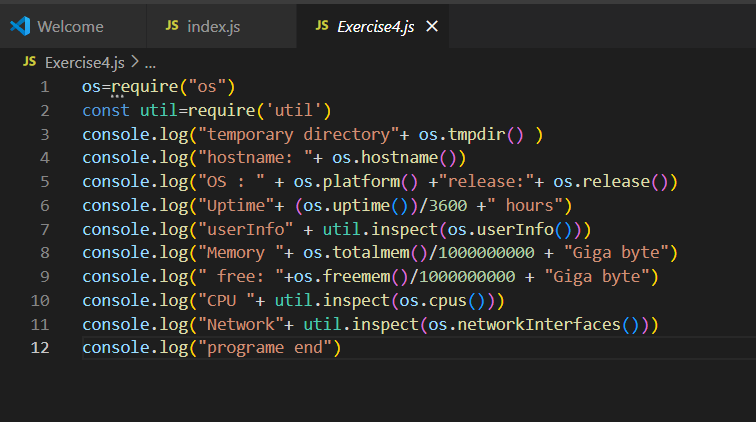 Welcome
JS index.js
JS Exercise4.js ×
JS Exercise4.js > ...
1 os=require("os")
2 const util=require('util')
3 console.log("temporary directory"+ os.tmpdir() )
4 console.log("hostname: "+ os.hostname())
5 console.log("OS : " + os.platform() +"release:"+ os.release())
6 console.log("Uptime"+ (os.uptime())/3600 +" hours")
7 console.log("userInfo" + util.inspect(os.userInfo()))
8 console.log("Memory "+ os.totalmem()/1000000000 + "Giga byte")
9 console.log(" free: "+os.freemem()/1000000000 + "Giga byte")
10 console.log("CPU "+ util.inspect(os.cpus()))
11 console.log("Network"+ util.inspect(os.networkInterfaces()))
12 console.log("programe end")